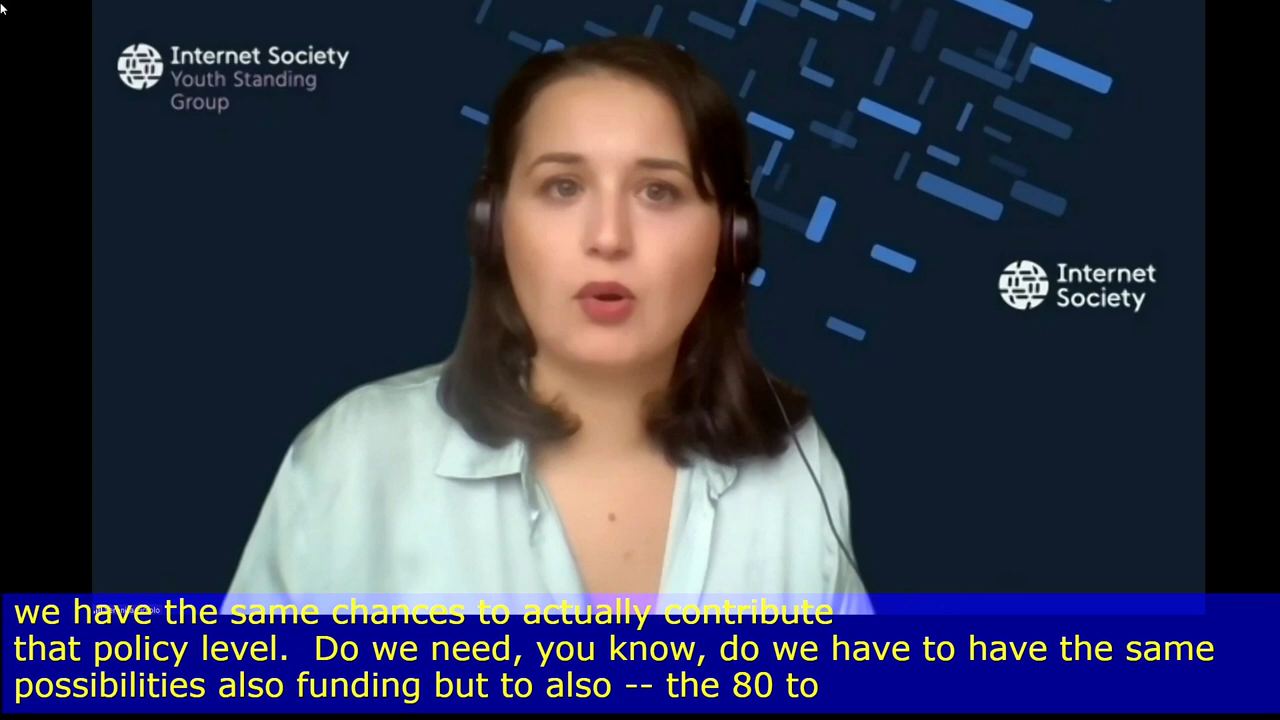 Internet Society
Youth Standing
Group
Internet
Society
we have the same chances to actually contribute
that policy level.  Do we need, you know, do we have to have the same
possibilities also funding but to also -- the 80 to